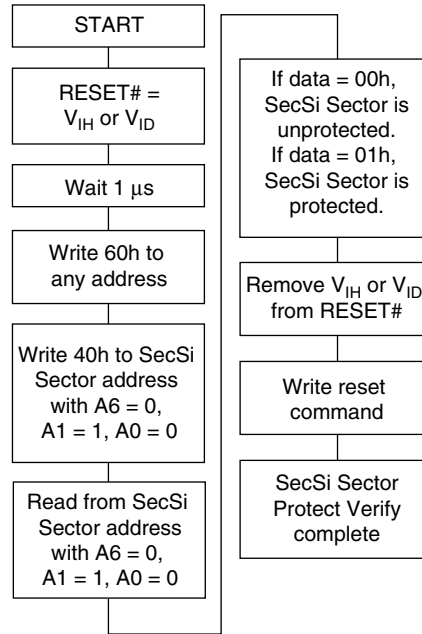 START
RESET# =
VIH or VID
Wait 1 μs
Write 60h to
any address
Write 40h to SecSi
Sector address
with A6 = 0,
A1 = 1, A0 = 0
Read from SecSi
Sector address
with A6 = 0,
A1 = 1, A0 = 0
If data = 00h,
SecSi Sector is
unprotected.
If data = 01h,
SecSi Sector is
protected.
Remove VIH or VID
from RESET#
Write reset
command
SecSi Sector
Protect Verify
complete